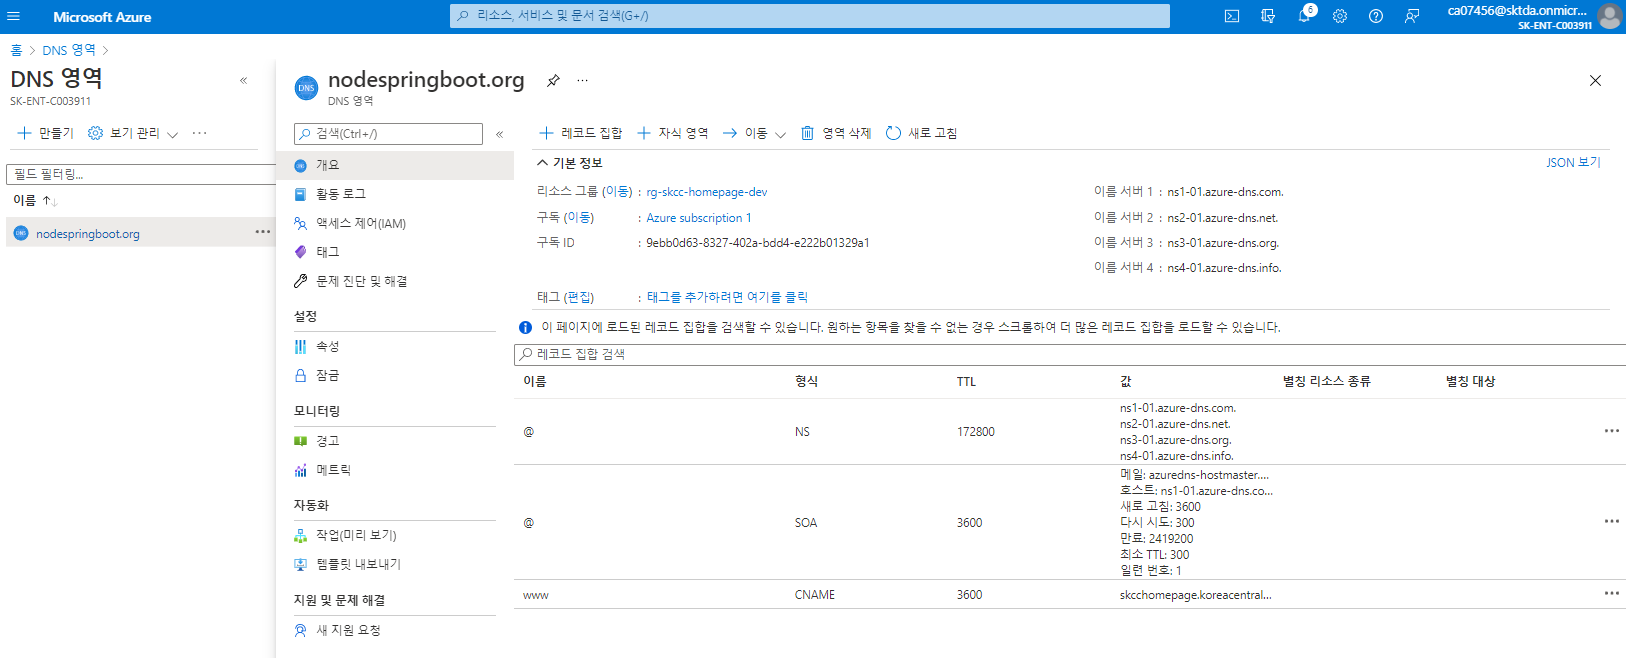 Microsoft Azure
리소스, 서비스 및 문서 검색(G+/)
6
ca07456@sktda.onmicr...
SK-ENT-C003911
홈 > DNS 영역 >
DNS 영역
SK-ENT-C003911
만들기
보기 관리
필드 필터링...
이름
nodespringboot.org
DNS
nodespringboot.org
DNS 영역
검색(Ctrl+/)
개요
활동 로그
액세스 제어(IAM)
태그
문제 진단 및 해결
설정
속성
잠금
모니터링
경고
메트릭
자동화
작업(미리 보기)
템플릿 내보내기
지원 및 문제 해결
새 지원 요청
레코드 집합 자식 영역 이동 영역 삭제 새로 고침
기본 정보
JSON 보기
리소스 그룹 (이동) : rg-skcc-homepage-dev
구독 (이동) : Azure subscription 1
구독 ID : 9ebb0d63-8327-402a-bdd4-e222b01329a1
이름 서버 1 : ns1-01.azure-dns.com.
이름 서버 2 : ns2-01.azure-dns.net.
이름 서버 3 : ns3-01.azure-dns.org.
이름 서버 4 : ns4-01.azure-dns.info.
태그 (편집) : 태그를 추가하려면 여기를 클릭
이 페이지에 로드된 레코드 집합을 검색할 수 있습니다. 원하는 항목을 찾을 수 없는 경우 스크롤하여 더 많은 레코드 집합을 로드할 수 있습니다.
레코드 집합 검색
이름 형식 TTL 값 별칭 리소스 종류 별칭 대상
@ NS 172800
ns1-01.azure-dns.com.
ns2-01.azure-dns.net.
ns3-01.azure-dns.org.
ns4-01.azure-dns.info.
@ SOA 3600
메일: azuredns-hostmaster....
호스트: ns1-01.azure-dns.co...
새로 고침: 3600
다시 시도: 300
만료: 2419200
최소 TTL: 300
일련 번호: 1
www CNAME 3600 skcchomepage.koreacentral...